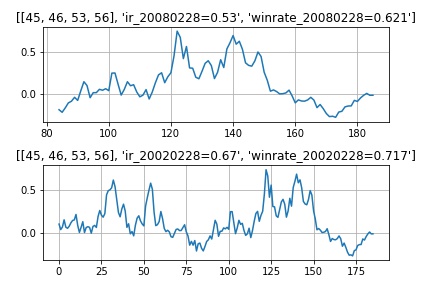 [[45, 46, 53, 56], 'ir_20080228=0.53', 'winrate_20080228=0.621']
0.5
0.0
80 100 120 140 160 180
[[45, 46, 53, 56], 'ir_20020228=0.67', 'winrate_20020228=0.717']
0.5
0.0
0 25 50 75 100 125 150 175